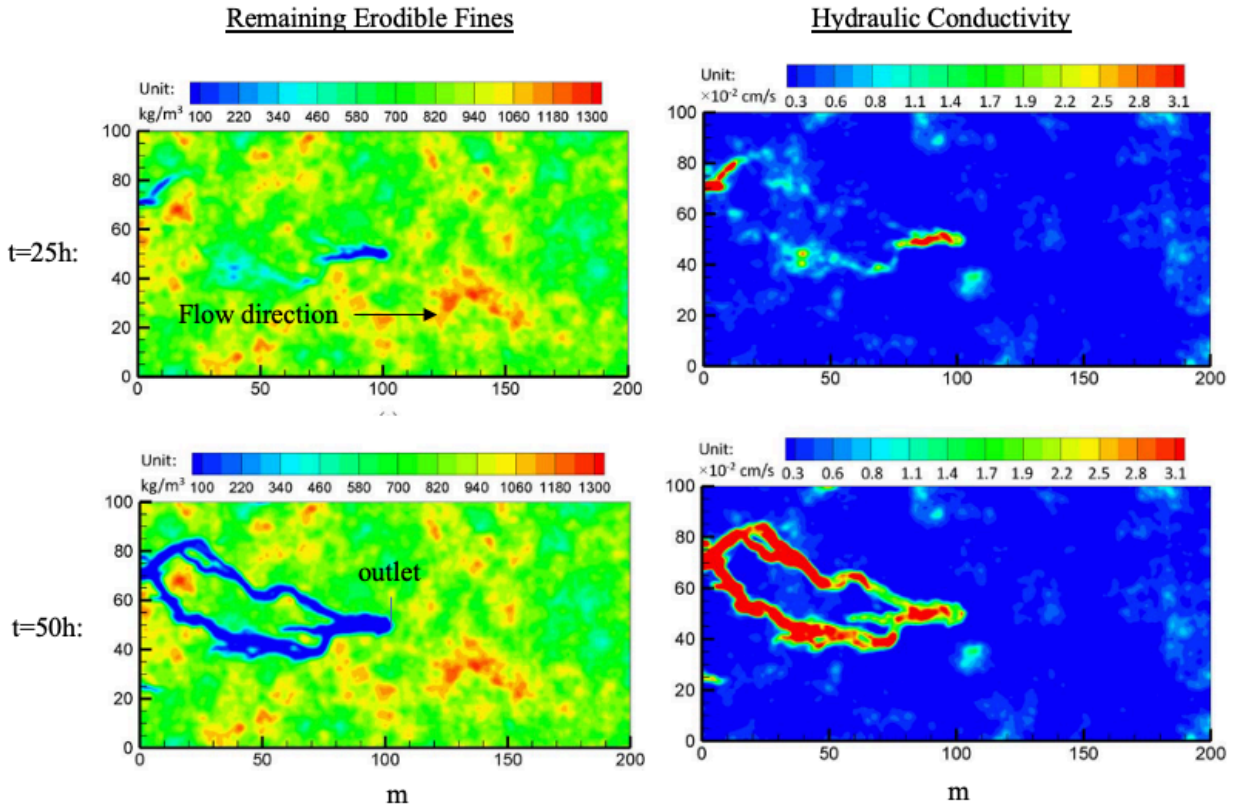 Remaining Erodible Fines
Hydraulic Conductivity
Unit:
kg/m³ 100 220 340 460 580 700 820 940 1060 1180 1300
Unit:
×10⁻² cm/s 0.3 0.6 0.8 1.1 1.4 1.7 1.9 2.2 2.5 2.8 3.1
t=25h:
100
80
60
40
20
0
Flow direction
0 50 100 150 200
100
80
60
40
20
0
0 50 100 150 200
Unit:
kg/m³ 100 220 340 460 580 700 820 940 1060 1180 1300
Unit:
×10⁻² cm/s 0.3 0.6 0.8 1.1 1.4 1.7 1.9 2.2 2.5 2.8 3.1
t=50h:
100
80
60
40
20
0
outlet
0 50 100 150 200
m
100
80
60
40
20
0
0 50 100 150 200
m